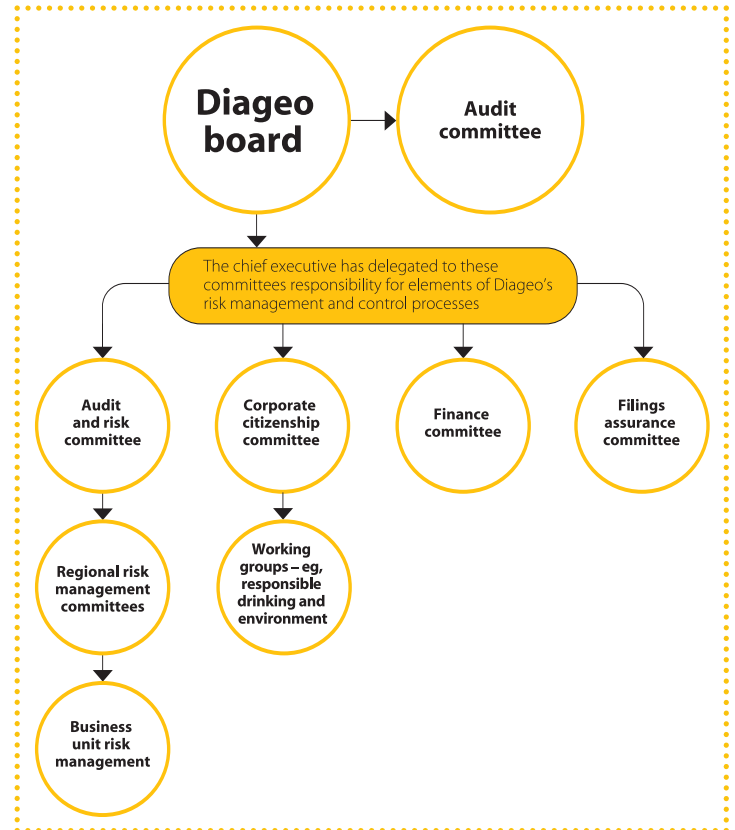 Diageo
board
Audit
committee
The chief executive has delegated to these
committees responsibility for elements of Diageo’s
risk management and control processes
Audit
and risk
committee
Corporate
citizenship
committee
Finance
committee
Filings
assurance
committee
Regional risk
management
committees
Working
groups – eg,
responsible
drinking and
environment
Business
unit risk
management